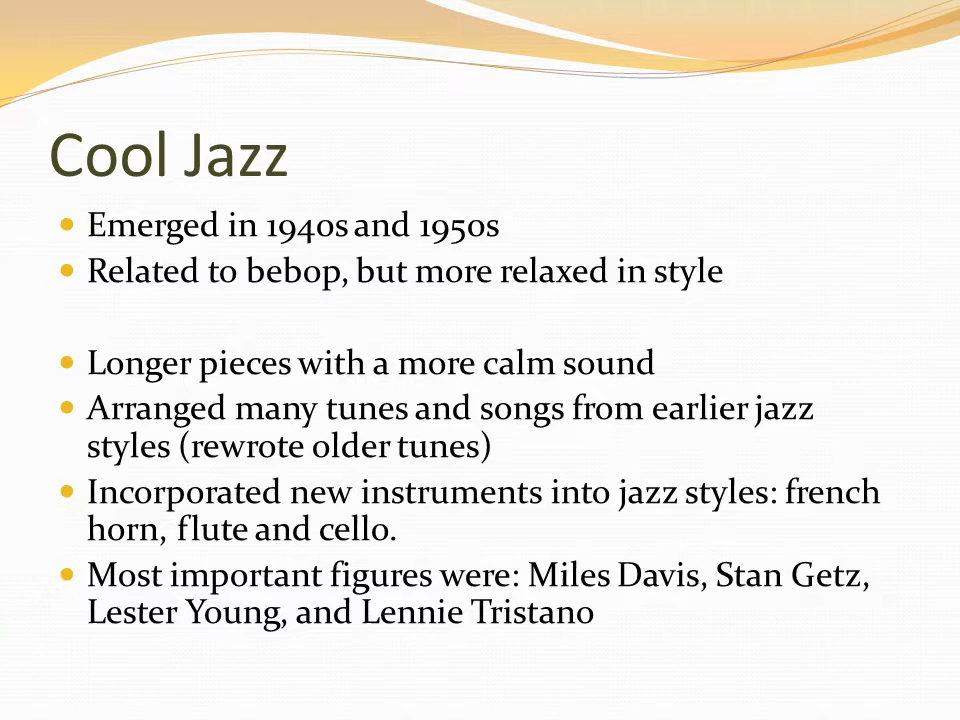 Cool Jazz
Emerged in 1940s and 1950s
Related to bebop, but more relaxed in style
Longer pieces with a more calm sound
Arranged many tunes and songs from earlier jazz
styles (rewrote older tunes)
Incorporated new instruments into jazz styles: french
horn, flute and cello.
Most important figures were: Miles Davis, Stan Getz,
Lester Young, and Lennie Tristano